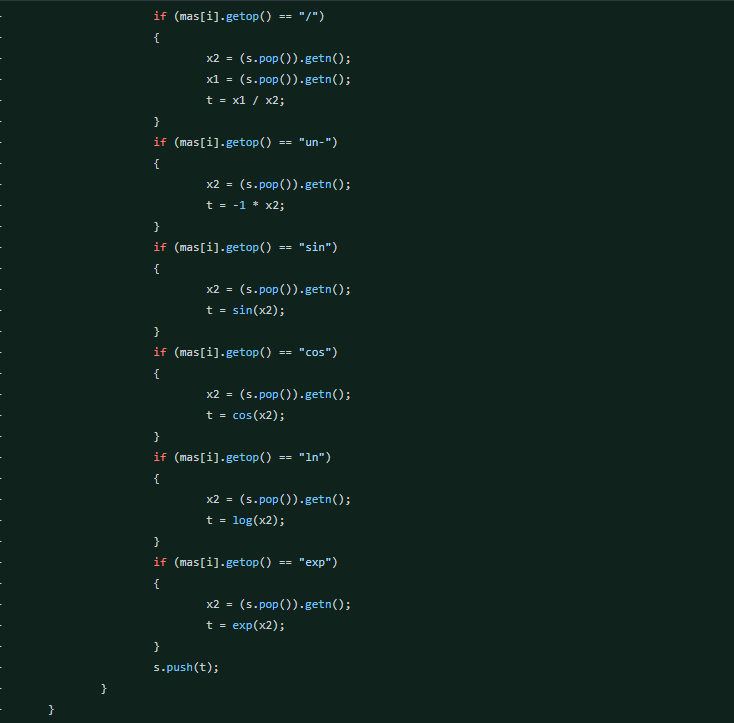 if (mas[i].getop() == "/")
{
x2 = (s.pop()).getn();
x1 = (s.pop()).getn();
t = x1 / x2;
}
if (mas[i].getop() == "un-")
{
x2 = (s.pop()).getn();
t = -1 * x2;
}
if (mas[i].getop() == "sin")
{
x2 = (s.pop()).getn();
t = sin(x2);
}
if (mas[i].getop() == "cos")
{
x2 = (s.pop()).getn();
t = cos(x2);
}
if (mas[i].getop() == "ln")
{
x2 = (s.pop()).getn();
t = log(x2);
}
if (mas[i].getop() == "exp")
{
x2 = (s.pop()).getn();
t = exp(x2);
}
s.push(t);
}
}